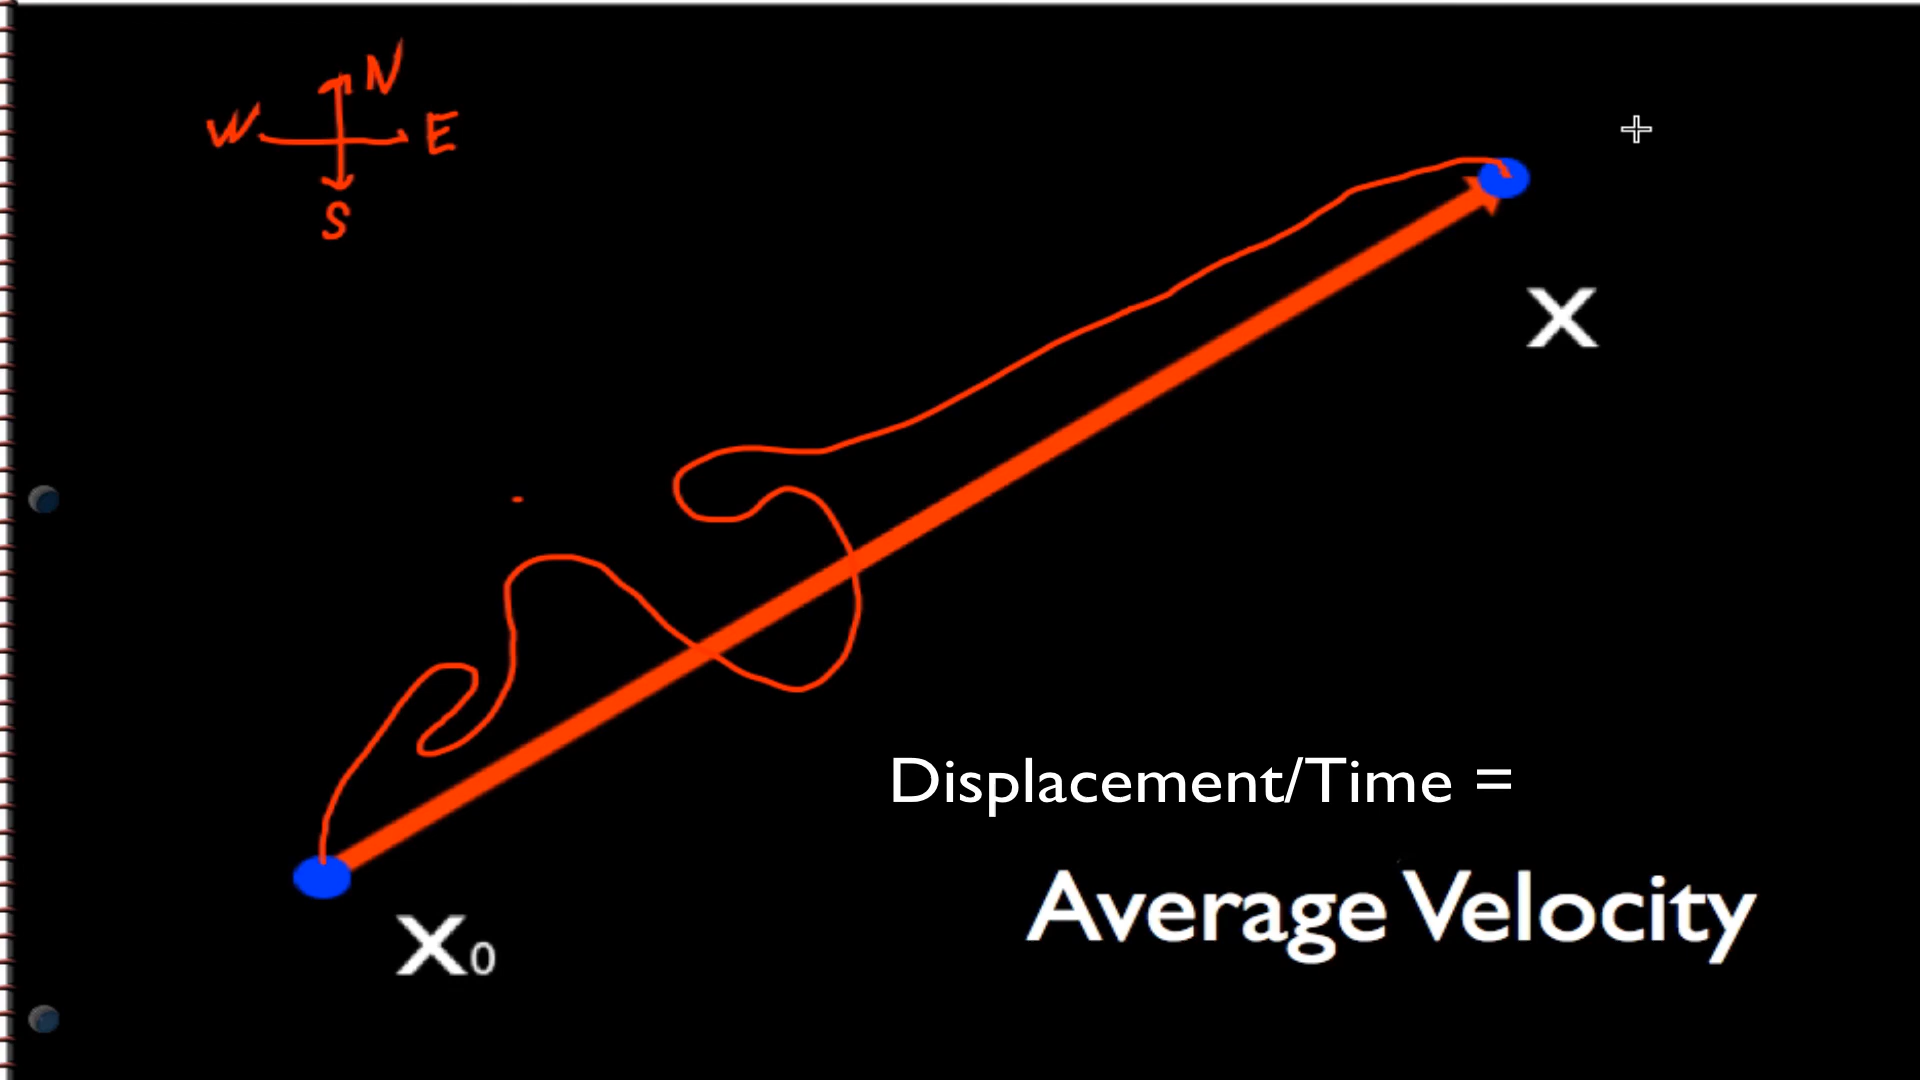 N
W E
S
X
Displacement/Time =
Average Velocity
X0